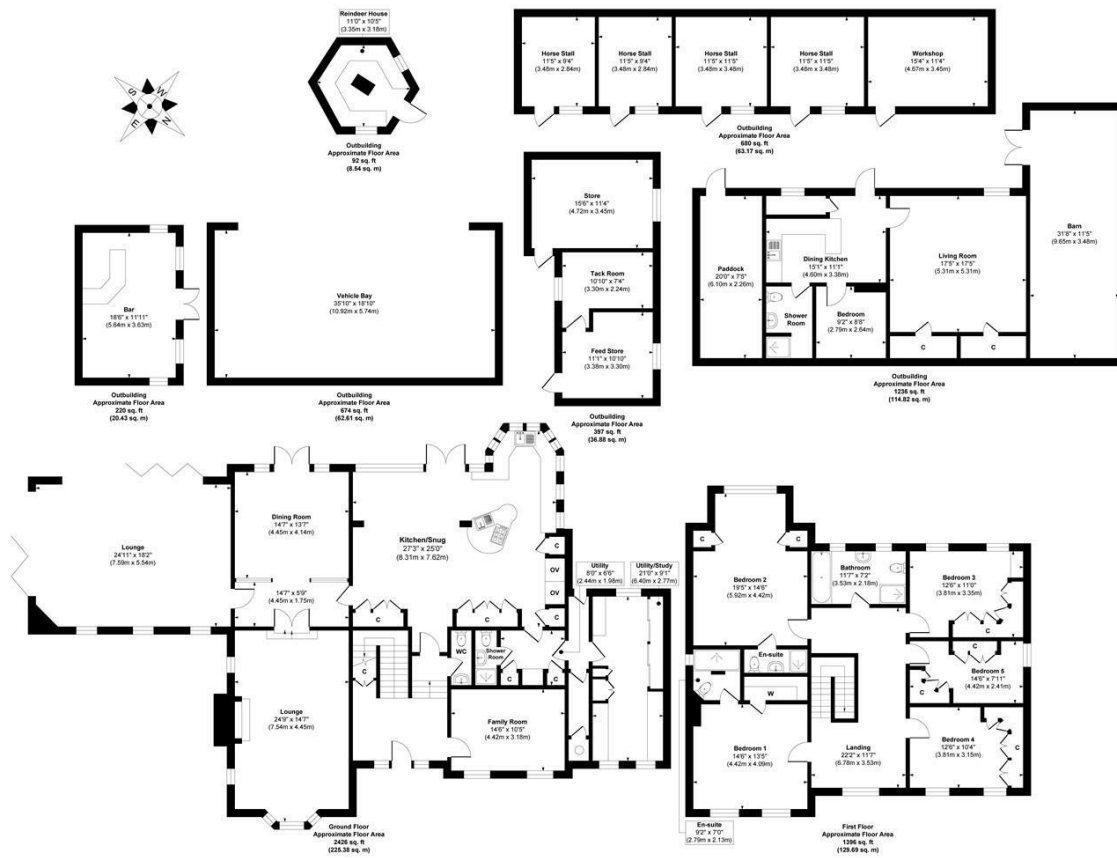 Reindeer House
11'0" x 10'5"
(3.35m x 3.18m)
S
W
E
N
Outbuilding
Approximate Floor Area
92 sq. ft
(8.54 sq. m)
Horse Stall
11'5" x 9'4"
(3.48m x 2.84m)
Horse Stall
11'5" x 9'4"
(3.48m x 2.84m)
Horse Stall
11'5" x 11'5"
(3.48m x 3.48m)
Horse Stall
11'5" x 11'5"
(3.48m x 3.48m)
Workshop
15'4" x 11'4"
(4.67m x 3.45m)
Outbuilding
Approximate Floor Area
680 sq. ft
(63.17 sq. m)
Bar
18'6" x 11'11"
(5.64m x 3.63m)
Outbuilding
Approximate Floor Area
220 sq. ft
(20.43 sq. m)
Vehicle Bay
35'10" x 18'10"
(10.92m x 5.74m)
Outbuilding
Approximate Floor Area
674 sq. ft
(62.61 sq. m)
Store
15'6" x 11'4"
(4.72m x 3.45m)
Tack Room
10'10" x 7'4"
(3.30m x 2.24m)
Feed Store
11'1" x 10'10"
(3.38m x 3.30m)
Outbuilding
Approximate Floor Area
397 sq. ft
(36.88 sq. m)
Paddock
20'0" x 7'5"
(6.10m x 2.26m)
Dining Kitchen
15'1" x 11'1"
(4.60m x 3.38m)
Shower
Room
Bedroom
9'2" x 8'8"
(2.79m x 2.64m)
Living Room
17'5" x 17'5"
(5.31m x 5.31m)
C
C
Barn
31'8" x 11'5"
(9.65m x 3.48m)
Outbuilding
Approximate Floor Area
1236 sq. ft
(114.82 sq. m)
Lounge
24'11" x 18'2"
(7.59m x 5.54m)
Dining Room
14'7" x 13'7"
(4.45m x 4.14m)
14'7" x 5'9"
(4.45m x 1.75m)
Kitchen/Snug
27'3" x 25'0"
(8.31m x 7.62m)
C
OV
OV
C
C
C
Utility
8'0" x 6'6"
(2.44m x 1.98m)
Utility/Study
21'0" x 9'1"
(6.40m x 2.77m)
C
WC
Shower
Room
C
C
Lounge
24'9" x 14'7"
(7.54m x 4.45m)
Family Room
14'6" x 10'5"
(4.42m x 3.18m)
Ground Floor
Approximate Floor Area
2426 sq. ft
(225.38 sq. m)
C
C
Bedroom 2
19'5" x 14'6"
(5.92m x 4.42m)
Bathroom
11'7" x 7'2"
(3.53m x 2.18m)
Bedroom 3
12'6" x 11'0"
(3.81m x 3.35m)
C
En-suite
W
C
C
Bedroom 5
14'6" x 7'11"
(4.42m x 2.41m)
Bedroom 1
14'6" x 13'5"
(4.42m x 4.09m)
Landing
22'2" x 11'7"
(6.78m x 3.53m)
Bedroom 4
12'6" x 10'4"
(3.81m x 3.15m)
C
En-suite
9'2" x 7'0"
(2.79m x 2.13m)
First Floor
Approximate Floor Area
1396 sq. ft
(129.69 sq. m)